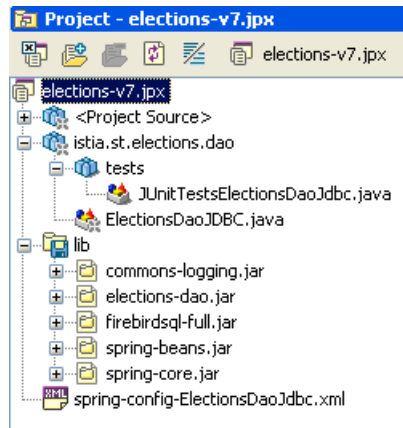 Project - elections-v7.jpx
elections-v7.jpx
elections-v7.jpx
<Project Source>
istia.st.elections.dao
tests
JUnitTestsElectionsDaoJdbc.java
ElectionsDaoJDBC.java
lib
commons-logging.jar
elections-dao.jar
firebirdsql-full.jar
spring-beans.jar
spring-core.jar
XML spring-config-ElectionsDaoJdbc.xml